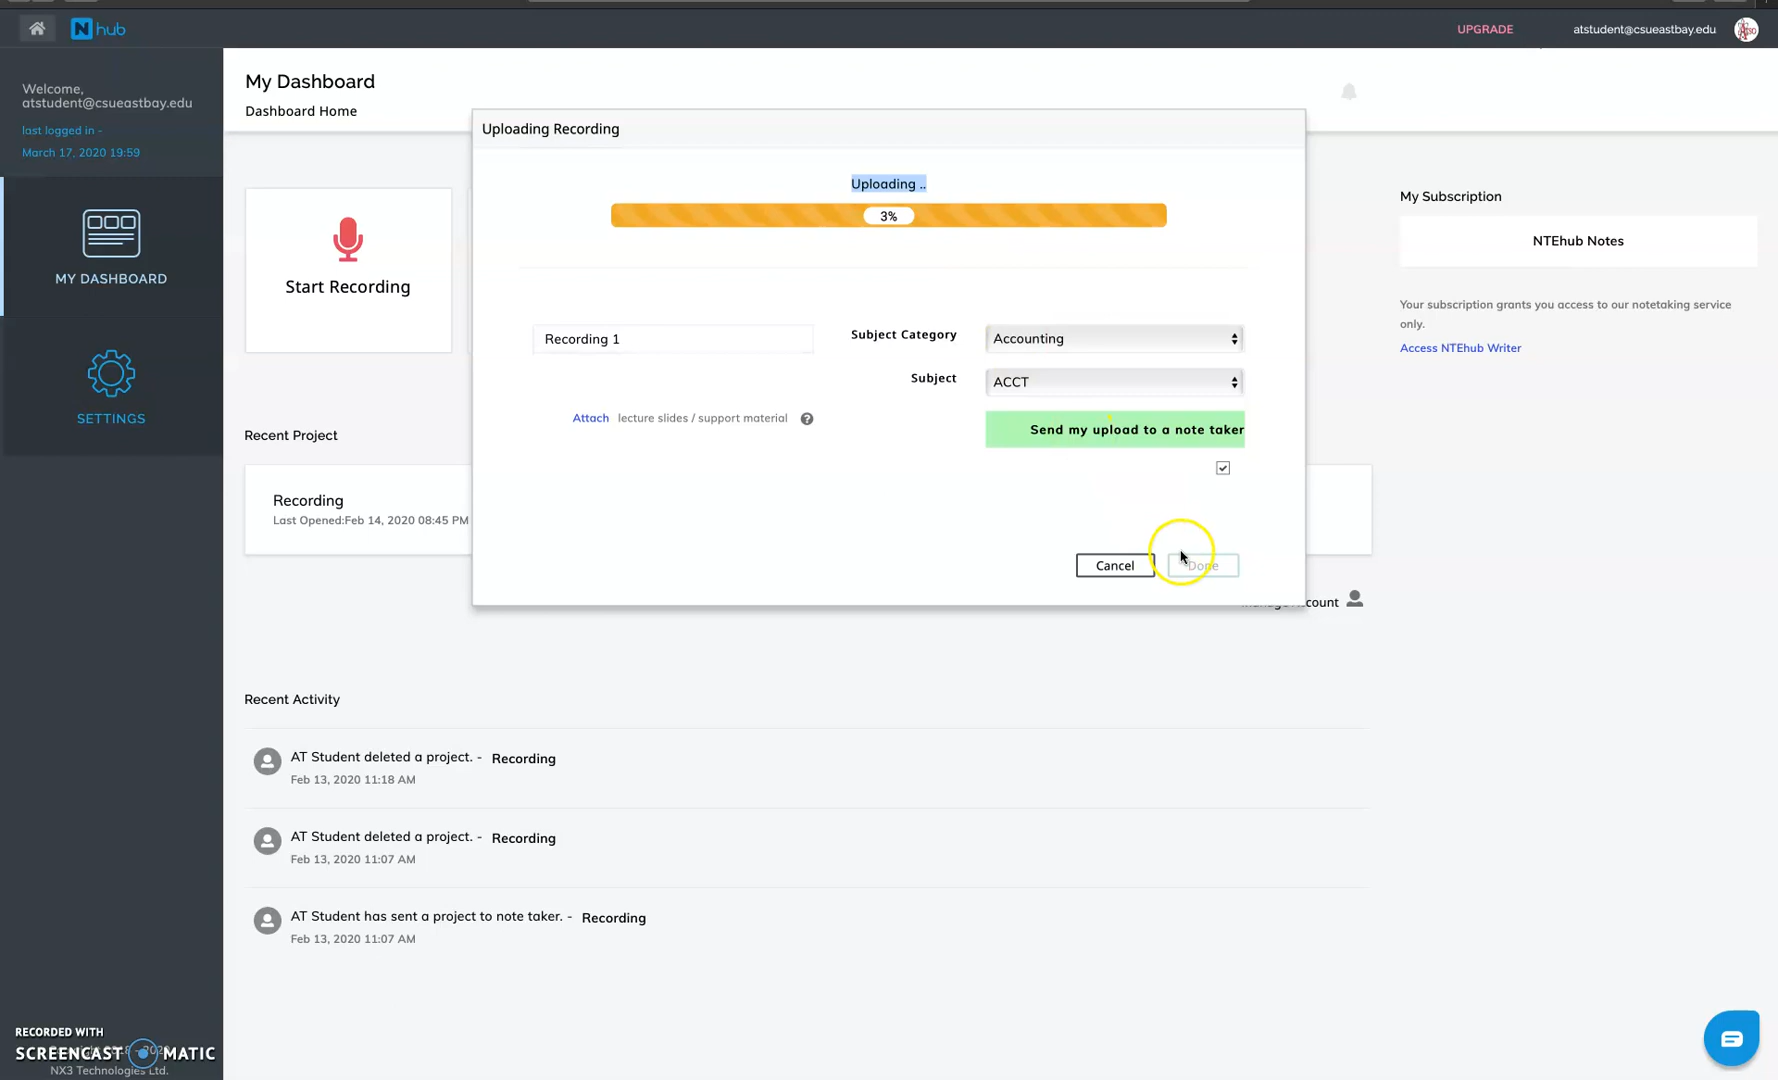 N hub
UPGRADE
atstudent@csueastbay.edu
Welcome,
atstudent@csueastbay.edu
last logged in -
March 17, 2020 19:59
MY DASHBOARD
SETTINGS
My Dashboard
Dashboard Home
Start Recording
Uploading Recording
Uploading ..
3%
Recording 1
Subject Category
Accounting
Subject
ACCT
Attach lecture slides / support material ?
Send my upload to a note taker
Cancel
Done
My Subscription
NTEhub Notes
Your subscription grants you access to our notetaking service
only.
Access NTEhub Writer
Recent Project
Recording
Last Opened:Feb 14, 2020 08:45 PM
Recent Activity
AT Student deleted a project. - Recording
Feb 13, 2020 11:18 AM
AT Student deleted a project. - Recording
Feb 13, 2020 11:07 AM
AT Student has sent a project to note taker. - Recording
Feb 13, 2020 11:07 AM
RECORDED WITH
SCREENCAST MATIC
NX3 Technologies Ltd.